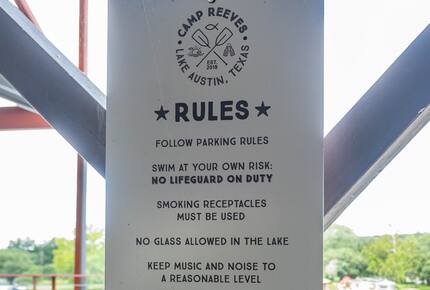 CAMP REEVES
EST.
2018
LAKE AUSTIN, TEXAS
★RULES★
FOLLOW PARKING RULES
SWIM AT YOUR OWN RISK:
NO LIFEGUARD ON DUTY
SMOKING RECEPTACLES
MUST BE USED
NO GLASS ALLOWED IN THE LAKE
KEEP MUSIC AND NOISE TO
A REASONABLE LEVEL